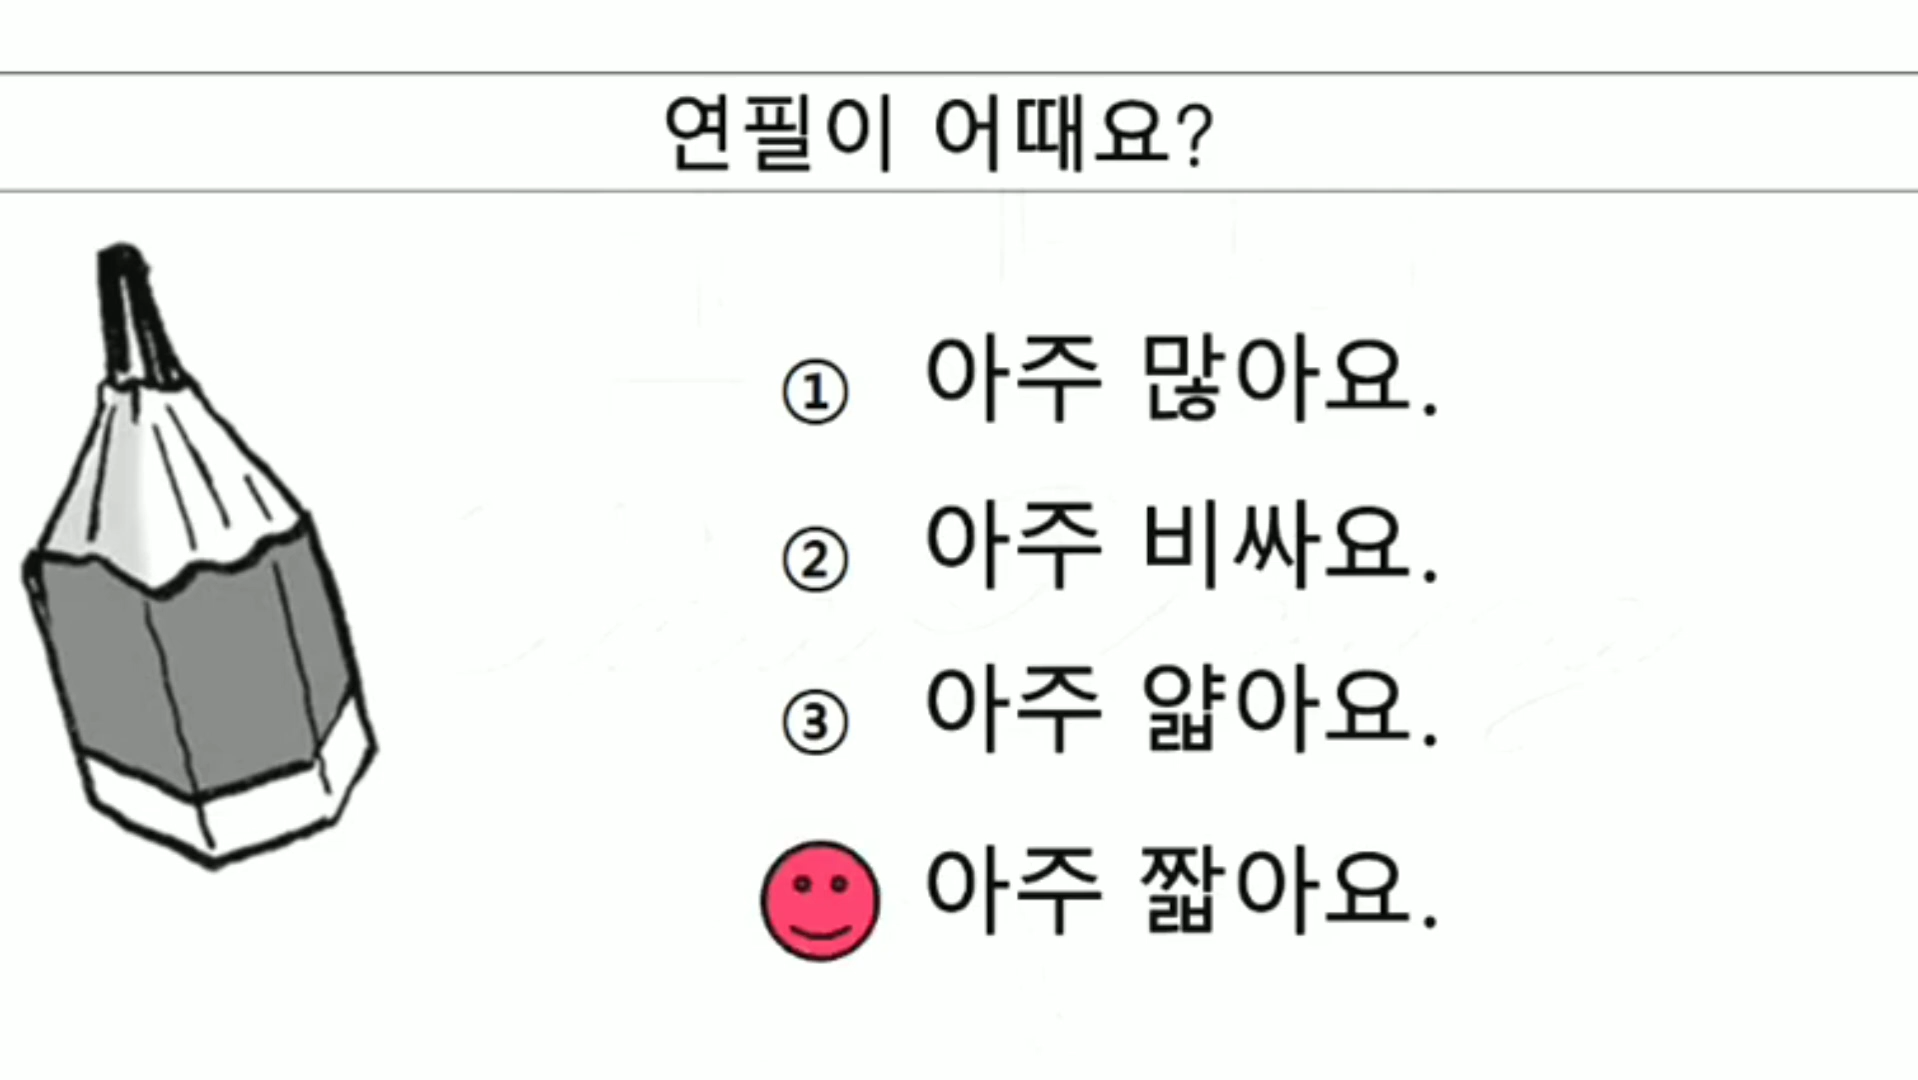 연필이 어때요?
① 아주 많아요.
② 아주 비싸요.
③ 아주 얇아요.
아주 짧아요.